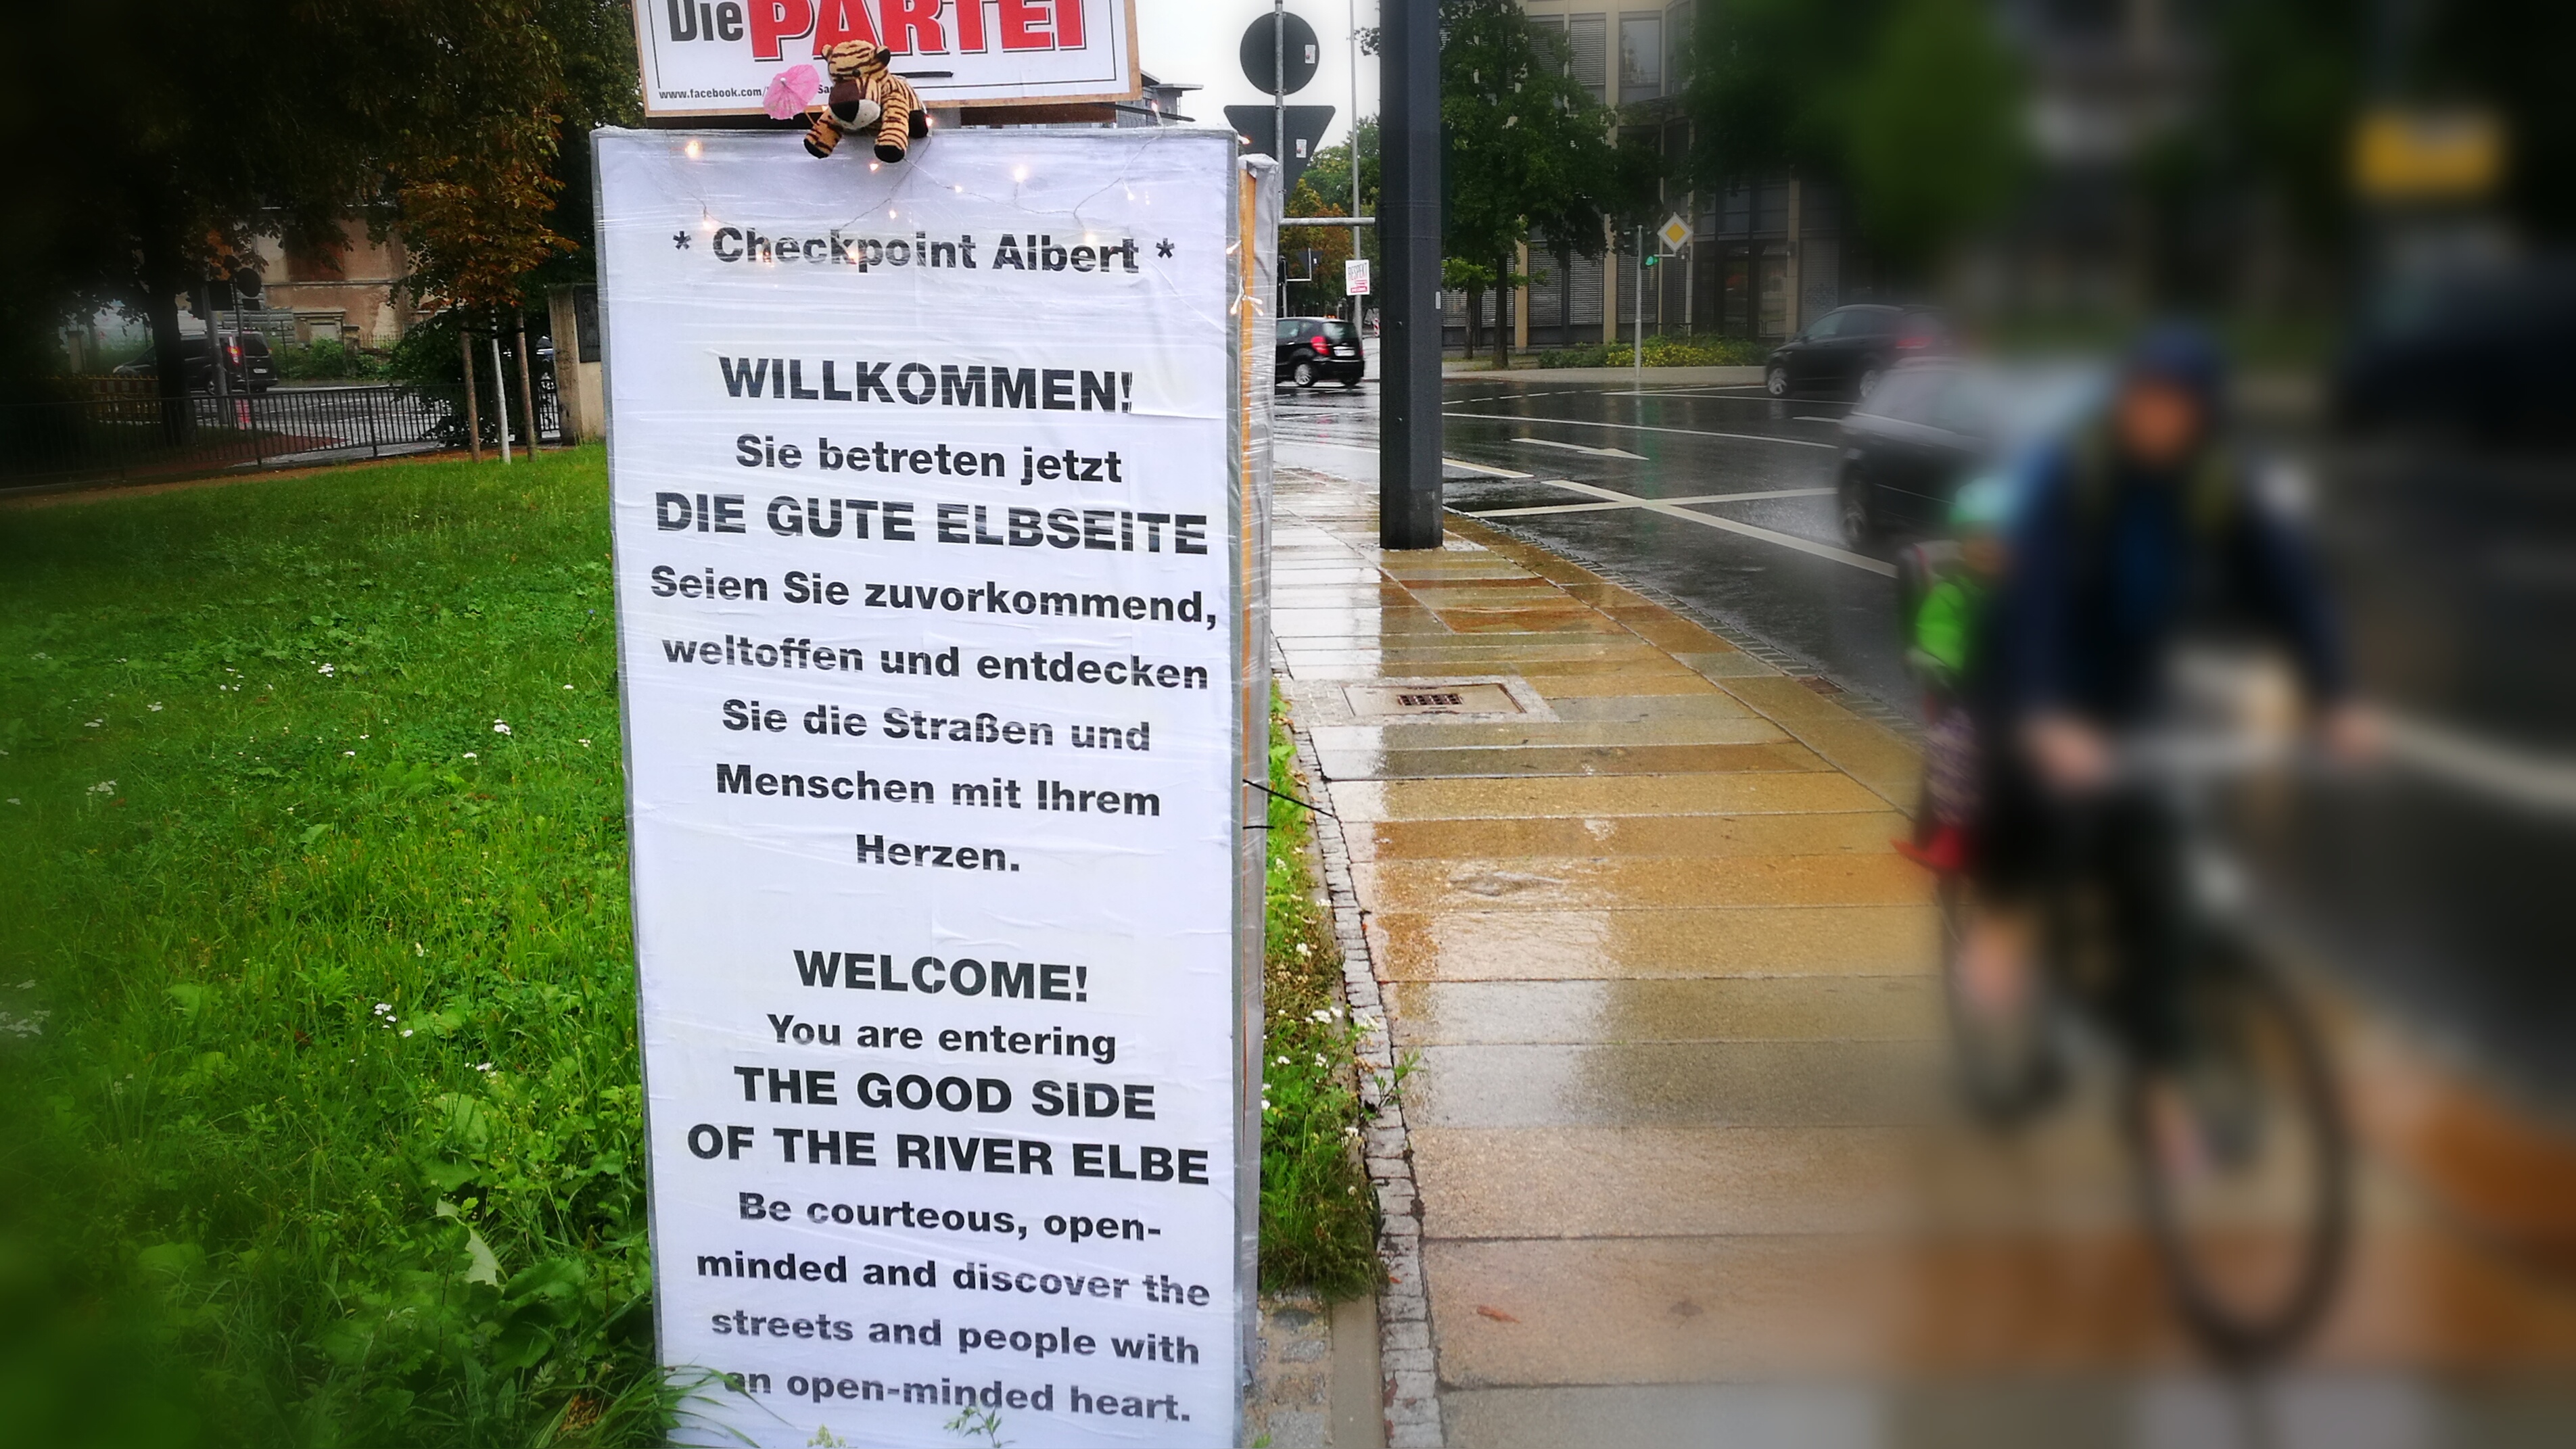 Die PARTEI
www.facebook.com/
* Checkpoint Albert *
WILLKOMMEN!
Sie betreten jetzt
DIE GUTE ELBSEITE
Seien Sie zuvorkommend,
weltoffen und entdecken
Sie die Straßen und
Menschen mit Ihrem
Herzen.
WELCOME!
You are entering
THE GOOD SIDE
OF THE RIVER ELBE
Be courteous, open-
minded and discover the
streets and people with
an open-minded heart.
RESPEKT